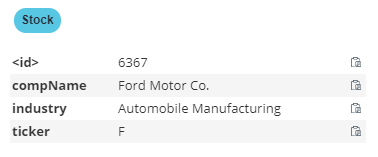 Stock
<id> 6367
compName Ford Motor Co.
industry Automobile Manufacturing
ticker F